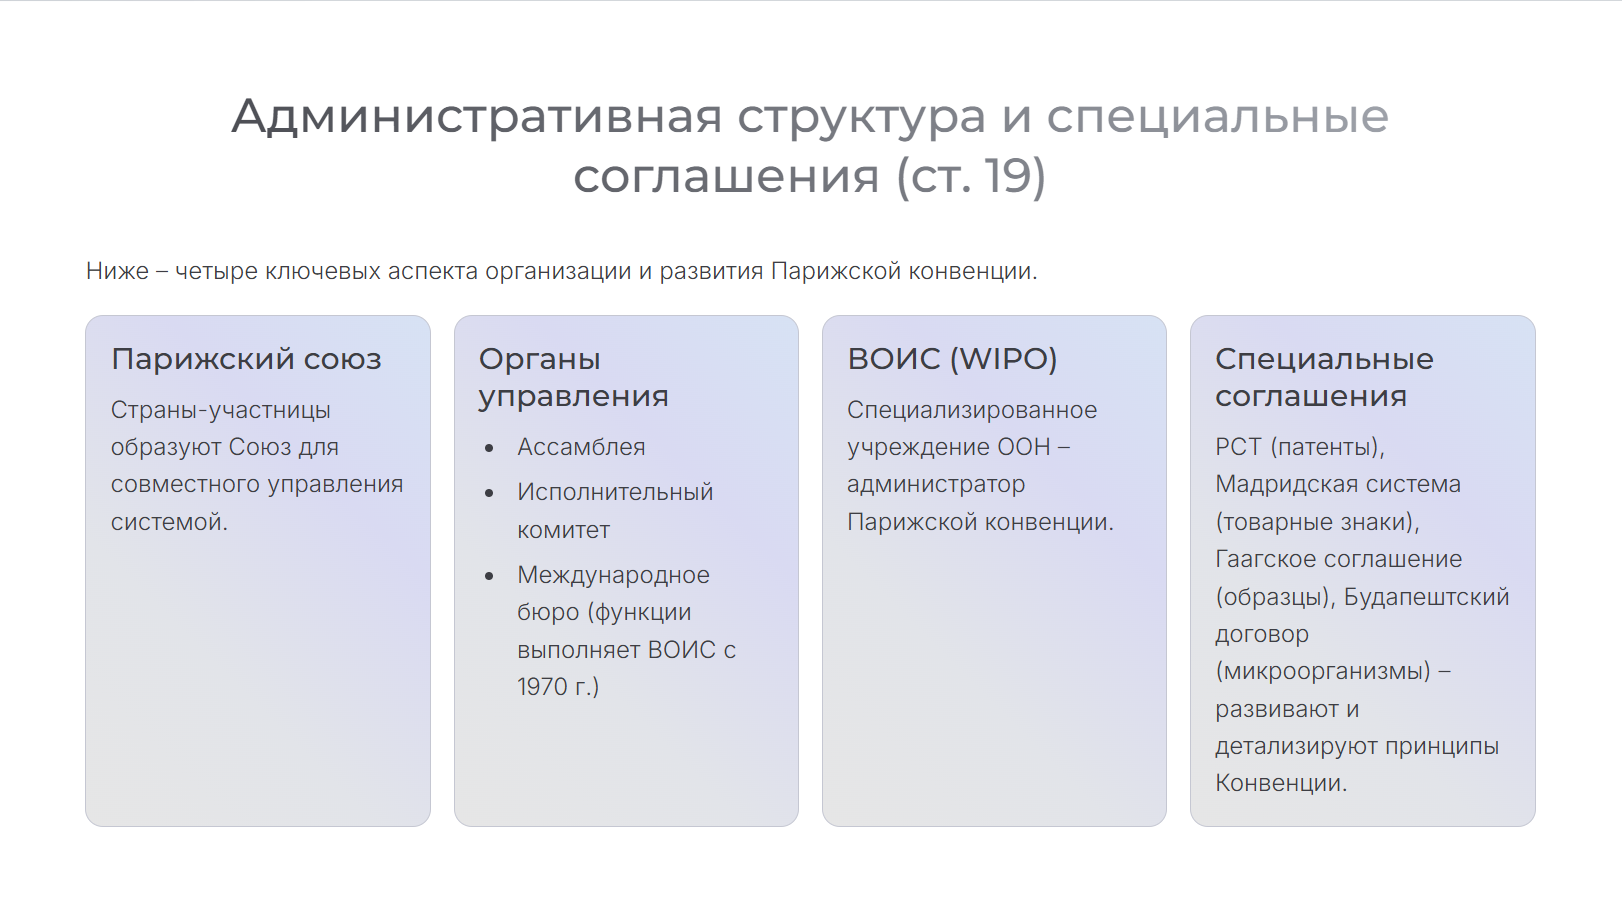 Административная структура и специальные
соглашения (ст. 19)
Ниже – четыре ключевых аспекта организации и развития Парижской конвенции.
Парижский союз
Страны-участницы
образуют Союз для
совместного управления
системой.
Органы
управления
• Ассамблея
• Исполнительный
комитет
• Международное
бюро (функции
выполняет ВОИС с
1970 г.)
ВОИС (WIPO)
Специализированное
учреждение ООН –
администратор
Парижской конвенции.
Специальные
соглашения
PCT (патенты),
Мадридская система
(товарные знаки),
Гаагское соглашение
(образцы), Будапештский
договор
(микроорганизмы) –
развивают и
детализируют принципы
Конвенции.